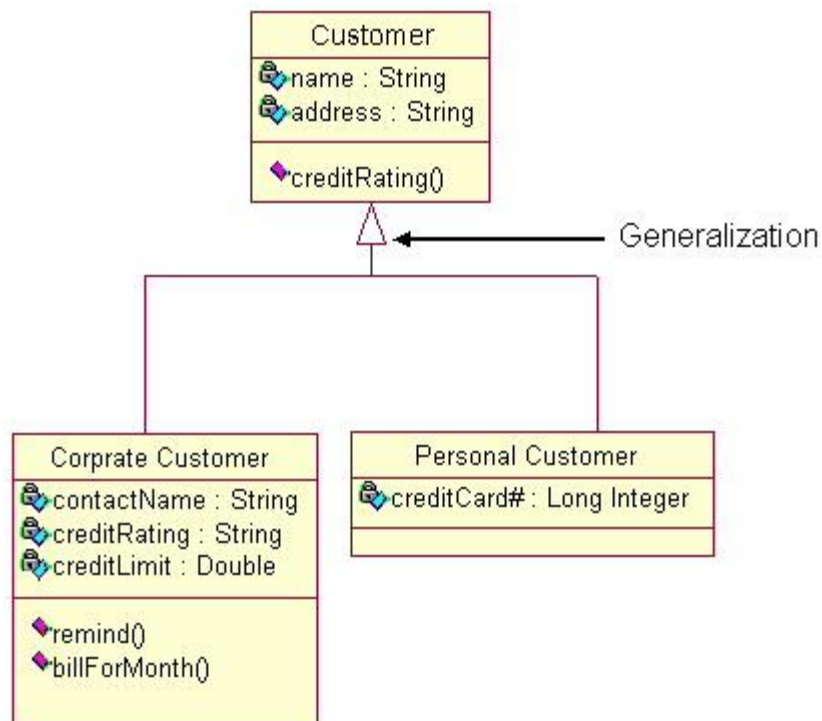 Customer
name : String
address : String
creditRating()
Generalization
Corprate Customer
contactName : String
creditRating : String
creditLimit : Double
remind()
billForMonth()
Personal Customer
creditCard# : Long Integer